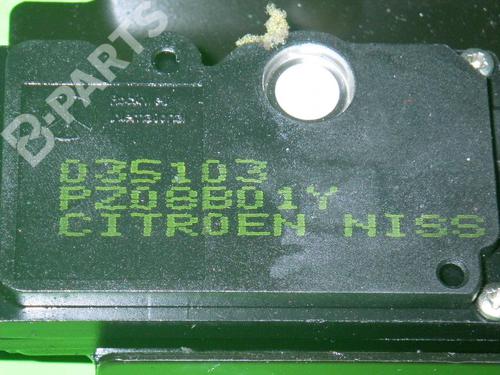 B-PARTS
035103
PZ08B01Y
CITROEN NISS